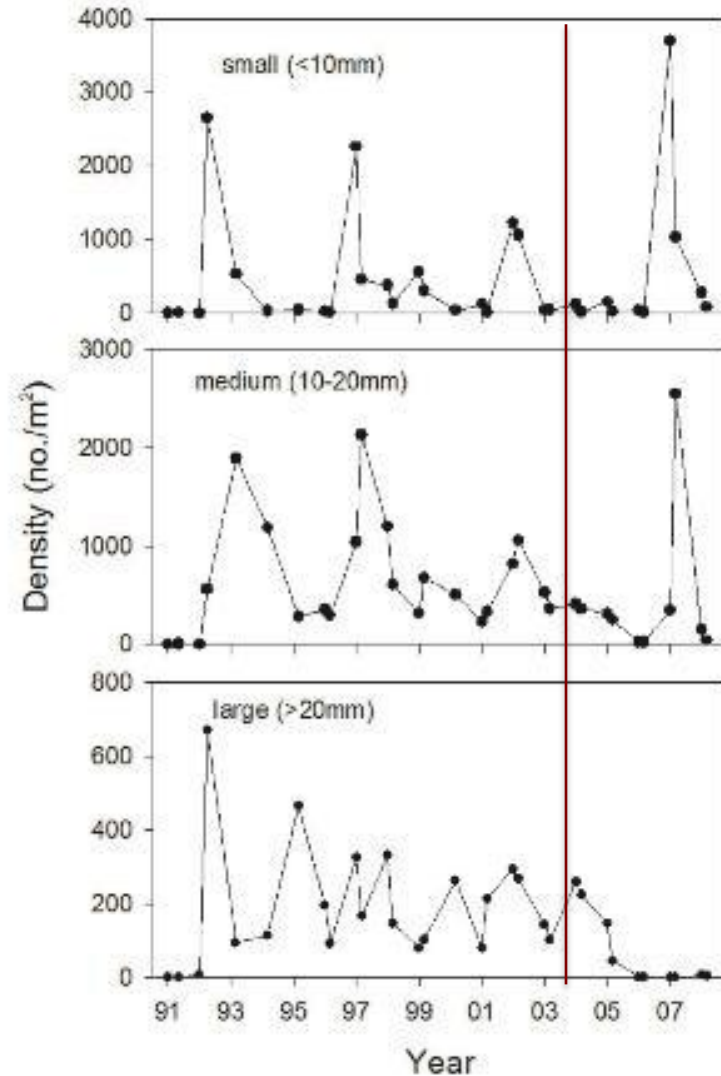 4000
small (<10mm)
3000
2000
1000
0
3000
medium (10-20mm)
2000
1000
0
Density (no./m²)
800
large (>20mm)
600
400
200
0
91 93 95 97 99 01 03 05 07
Year